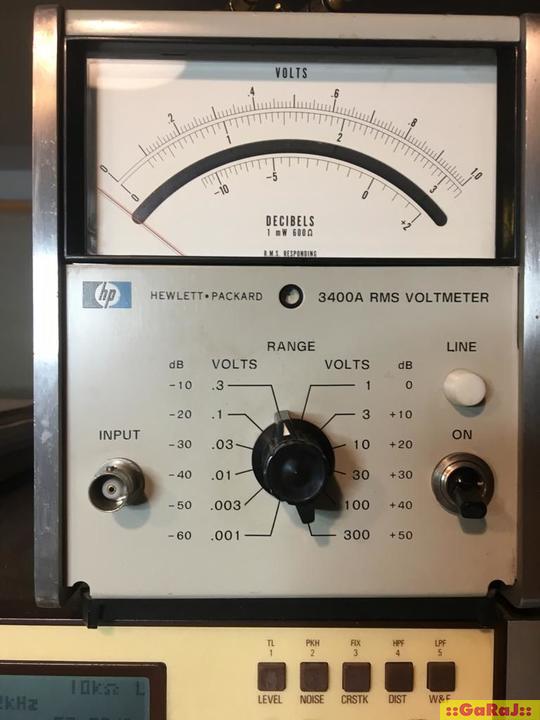 VOLTS
0 .2 .4 .6 .8 1.0
0 1 2 3
-10 -5 0 +2
DECIBELS
1 mW 600Ω
R.M.S. RESPONDING
hp HEWLETT•PACKARD 3400A RMS VOLTMETER
RANGE
LINE
dB VOLTS VOLTS dB
-10 .3 1 0
-20 .1 3 +10
-30 .03 10 +20
-40 .01 30 +30
-50 .003 100 +40
-60 .001 300 +50
INPUT
ON
TL PKH FIX HPF LPF
1 2 3 4 5
LEVEL NOISE CRSTK DIST W&F
10kΩ L
kHz
::GaRaJ::